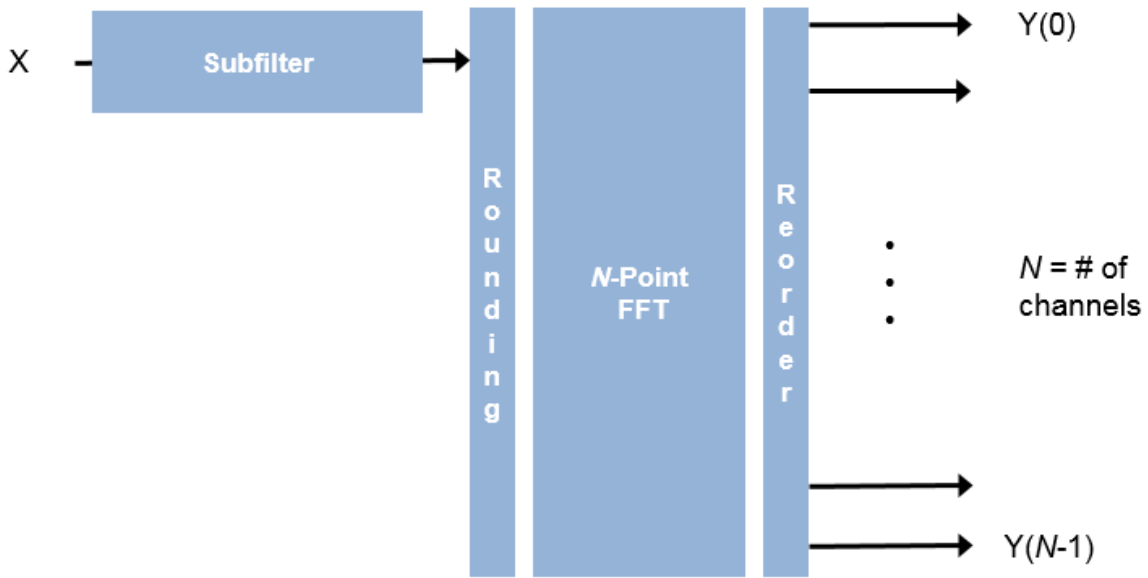 X
Subfilter
Rounding
N-Point
FFT
Reorder
Y(0)
N = # of
channels
Y(N-1)